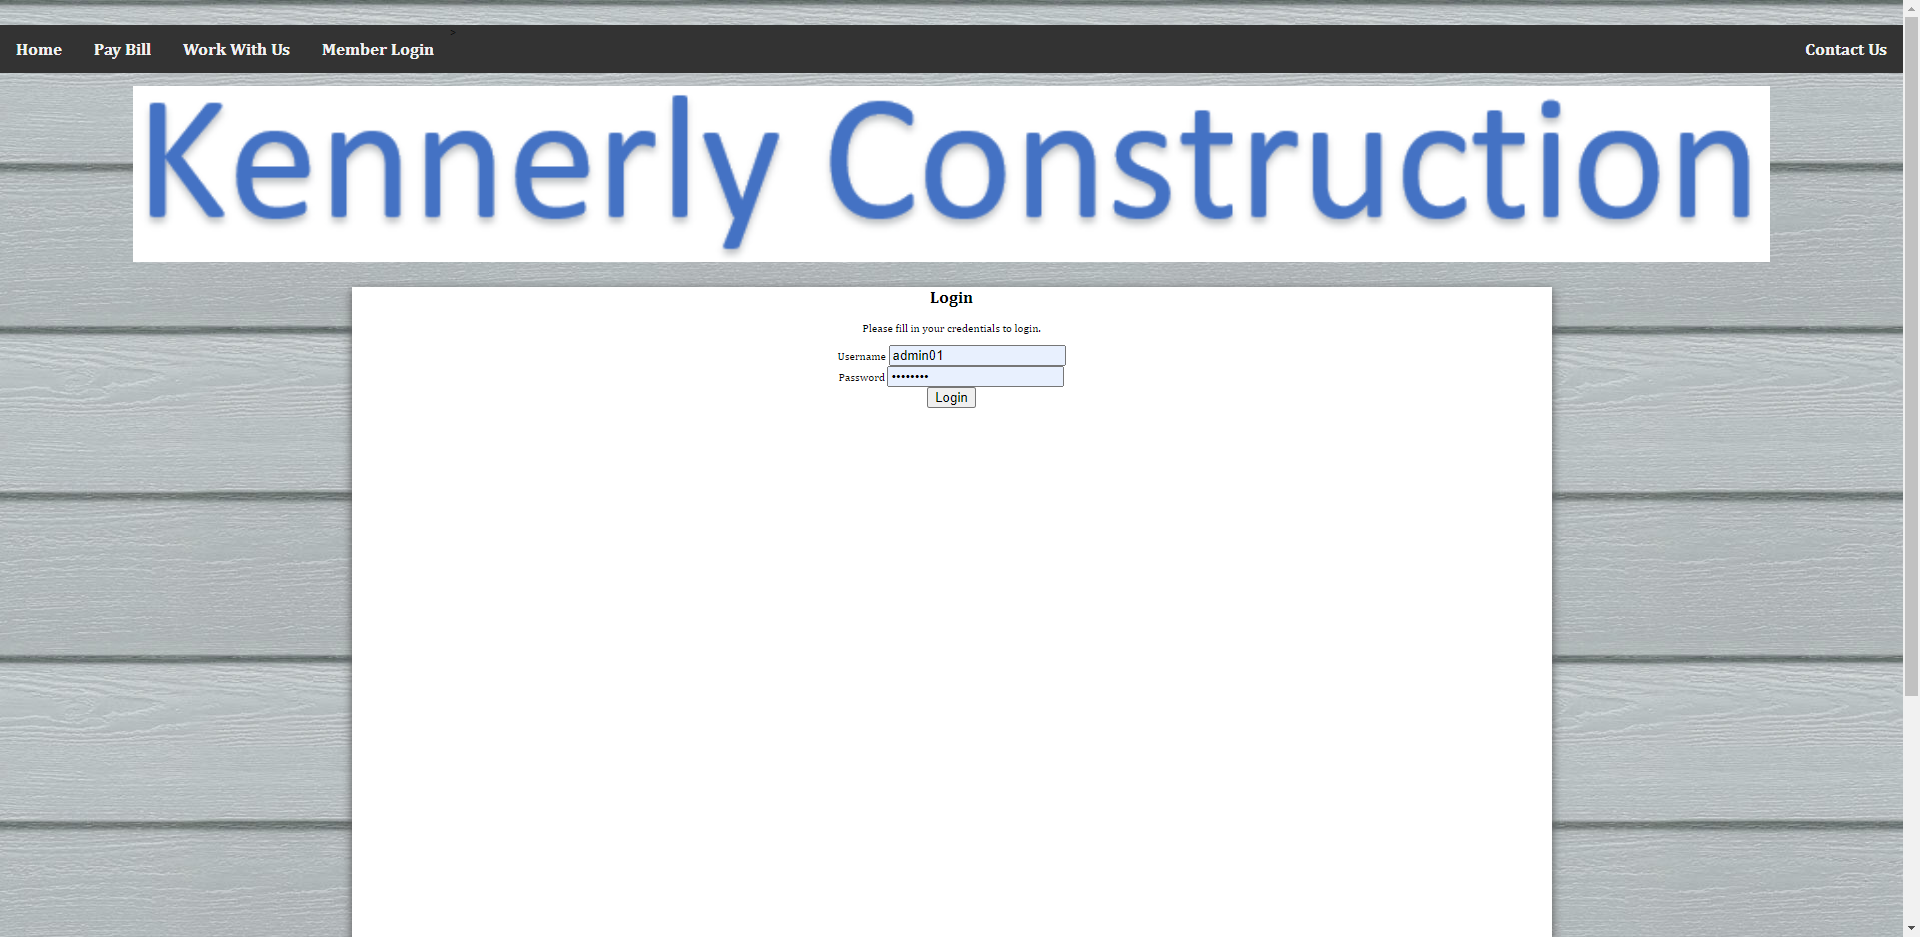 Home Pay Bill Work With Us Member Login > Contact Us
Kennerly Construction
Login
Please fill in your credentials to login.
Username admin01
Password ••••••••
Login